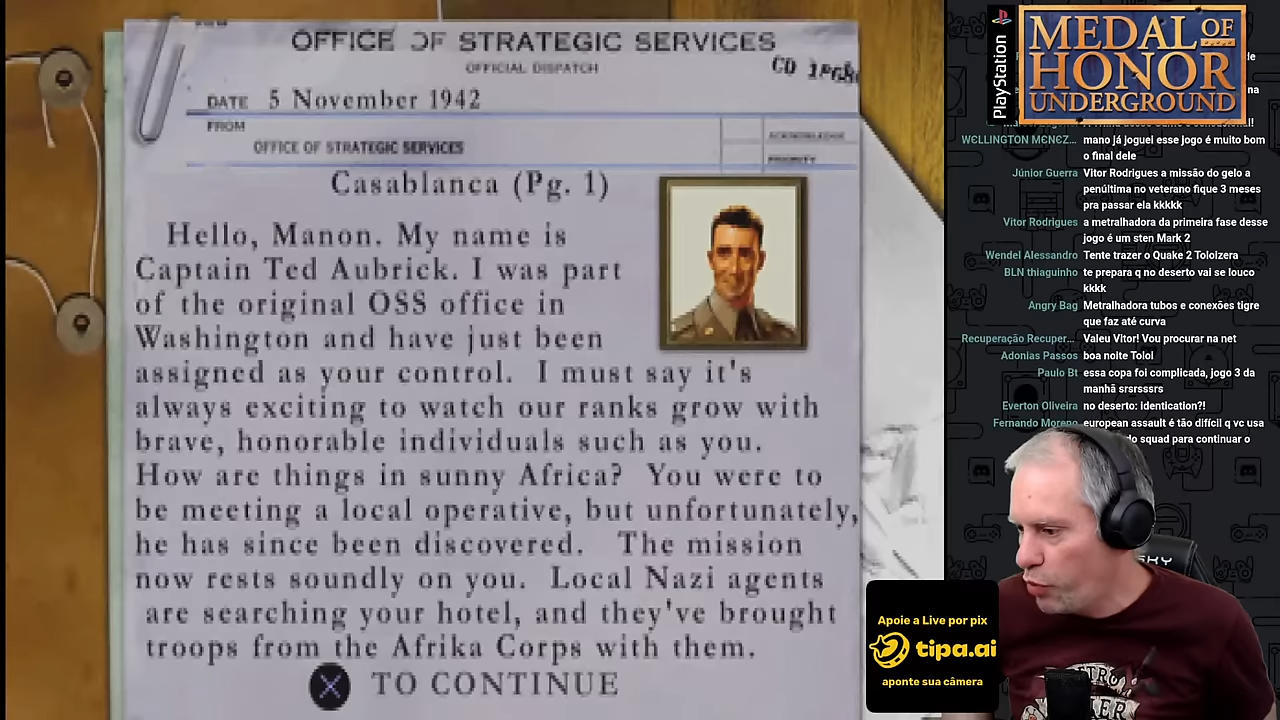 OFFICE OF STRATEGIC SERVICES
OFFICIAL DISPATCH
DATE 5 November 1942
FROM
OFFICE OF STRATEGIC SERVICES
ACKNOWLEDGE
PRIORITY
Casablanca (Pg. 1)
Hello, Manon. My name is
Captain Ted Aubrick. I was part
of the original OSS office in
Washington and have just been
assigned as your control. I must say it's
always exciting to watch our ranks grow with
brave, honorable individuals such as you.
How are things in sunny Africa? You were to
be meeting a local operative, but unfortunately,
he has since been discovered. The mission
now rests soundly on you. Local Nazi agents
are searching your hotel, and they've brought
troops from the Afrika Corps with them.
TO CONTINUE
PlayStation
MEDAL OF
HONOR
UNDERGROUND
WЄLLINGTON MЄNЄZ... mano já joguei esse jogo é muito bom
o final dele
Júnior Guerra Vitor Rodrigues a missão do gelo a
penúltima no veterano fique 3 meses
pra passar ela kkkkk
Vitor Rodrigues a metralhadora da primeira fase desse
jogo é um sten Mark 2
Wendel Alessandro Tente trazer o Quake 2 Tololzera
BLN thiaguinho te prepara q no deserto vai se louco
kkkk
Angry Bag Metralhadora tubos e conexões tigre
que faz até curva
Recuperação Recuper... Valeu Vitor! Vou procurar na net
Adonias Passos boa noite Tolol
Paulo Bt essa copa foi complicada, jogo 3 da
manhã srsrsssrs
Everton Oliveira no deserto: identication?!
Fernando Moreno european assault é tão difícil q vc usa
do squad para continuar o
Apoie a Live por pix
tipa.ai
aponte sua câmera